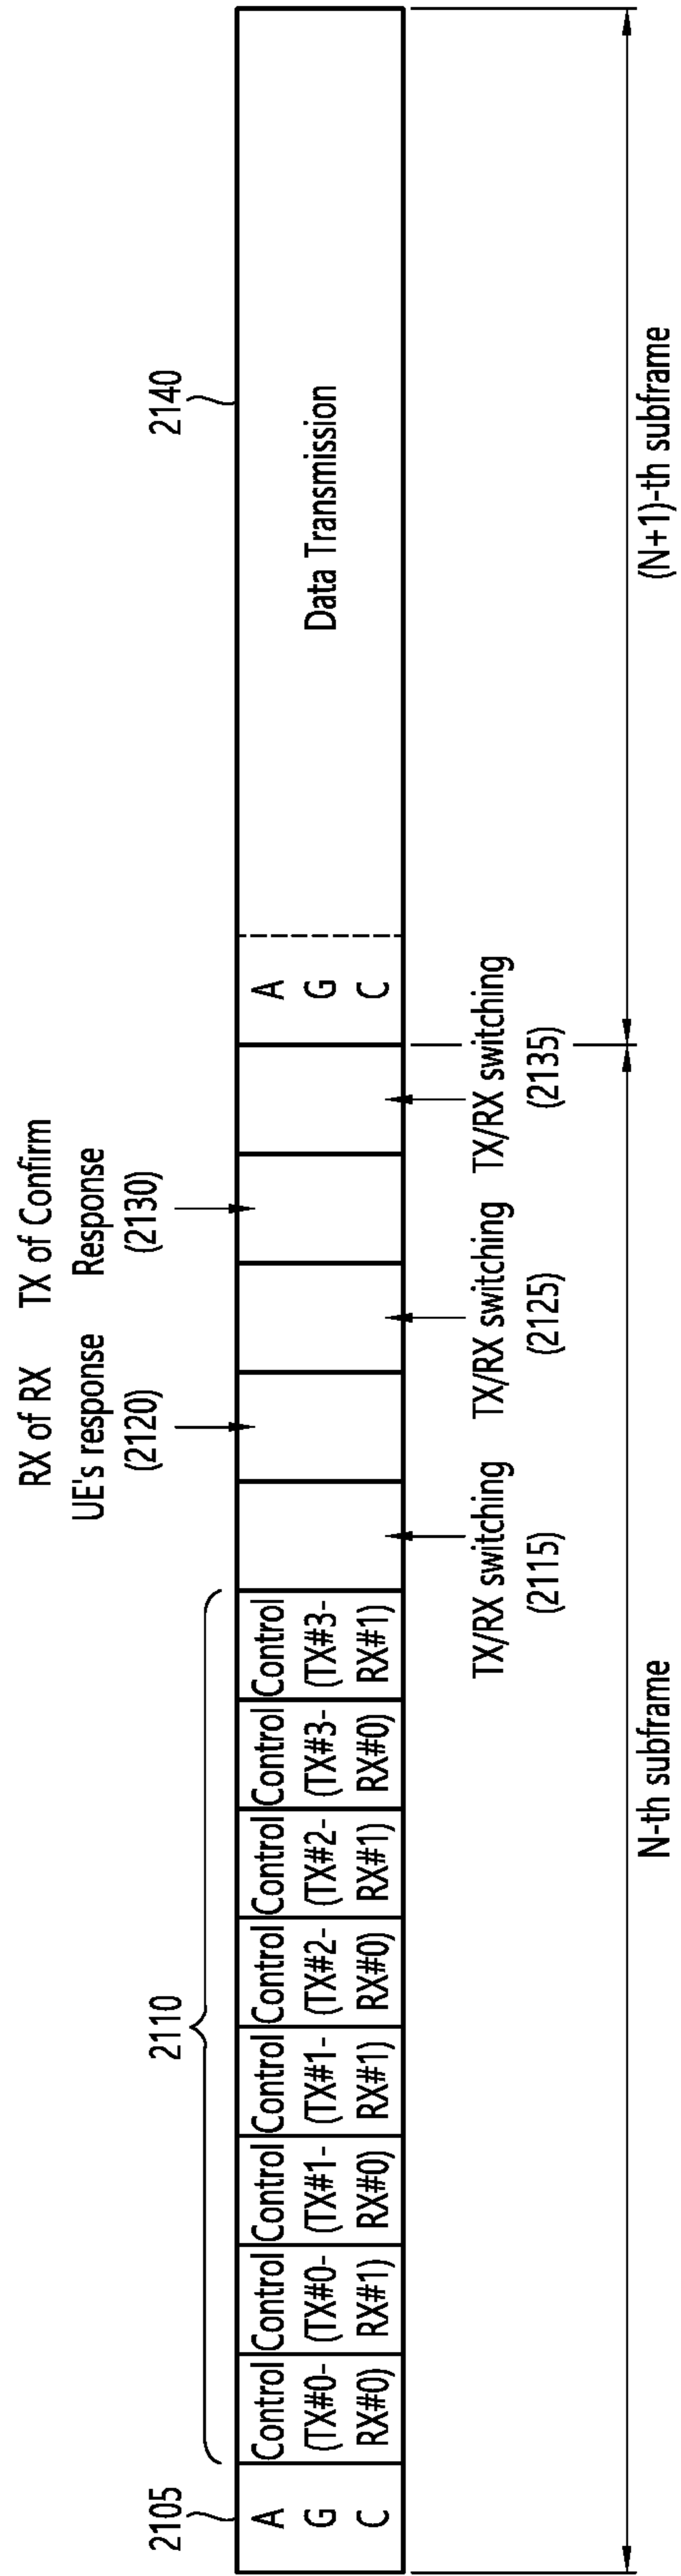 RX of RX
UE's response
(2120)
TX of Confirm
Response
(2130)
2105
2110
2140
A
G
C
Control
(TX#0-
RX#0)
Control
(TX#0-
RX#1)
Control
(TX#1-
RX#0)
Control
(TX#1-
RX#1)
Control
(TX#2-
RX#0)
Control
(TX#2-
RX#1)
Control
(TX#3-
RX#0)
Control
(TX#3-
RX#1)
A
G
C
Data Transmission
TX/RX switching
(2115)
TX/RX switching
(2125)
TX/RX switching
(2135)
N-th subframe
(N+1)-th subframe